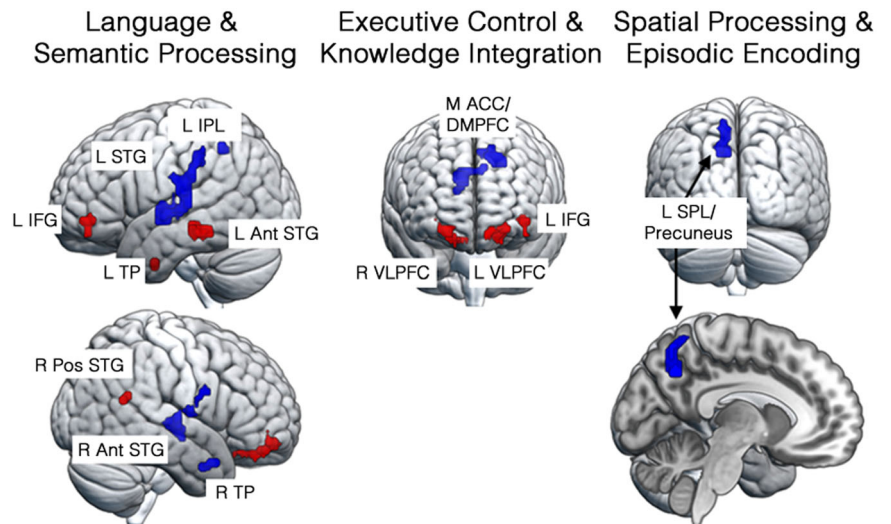 Language &
Semantic Processing
Executive Control &
Knowledge Integration
Spatial Processing &
Episodic Encoding
L IPL
L STG
L IFG
L Ant STG
L TP
R Pos STG
R Ant STG
R TP
M ACC/
DMPFC
L IFG
R VLPFC
L VLPFC
L SPL/
Precuneus